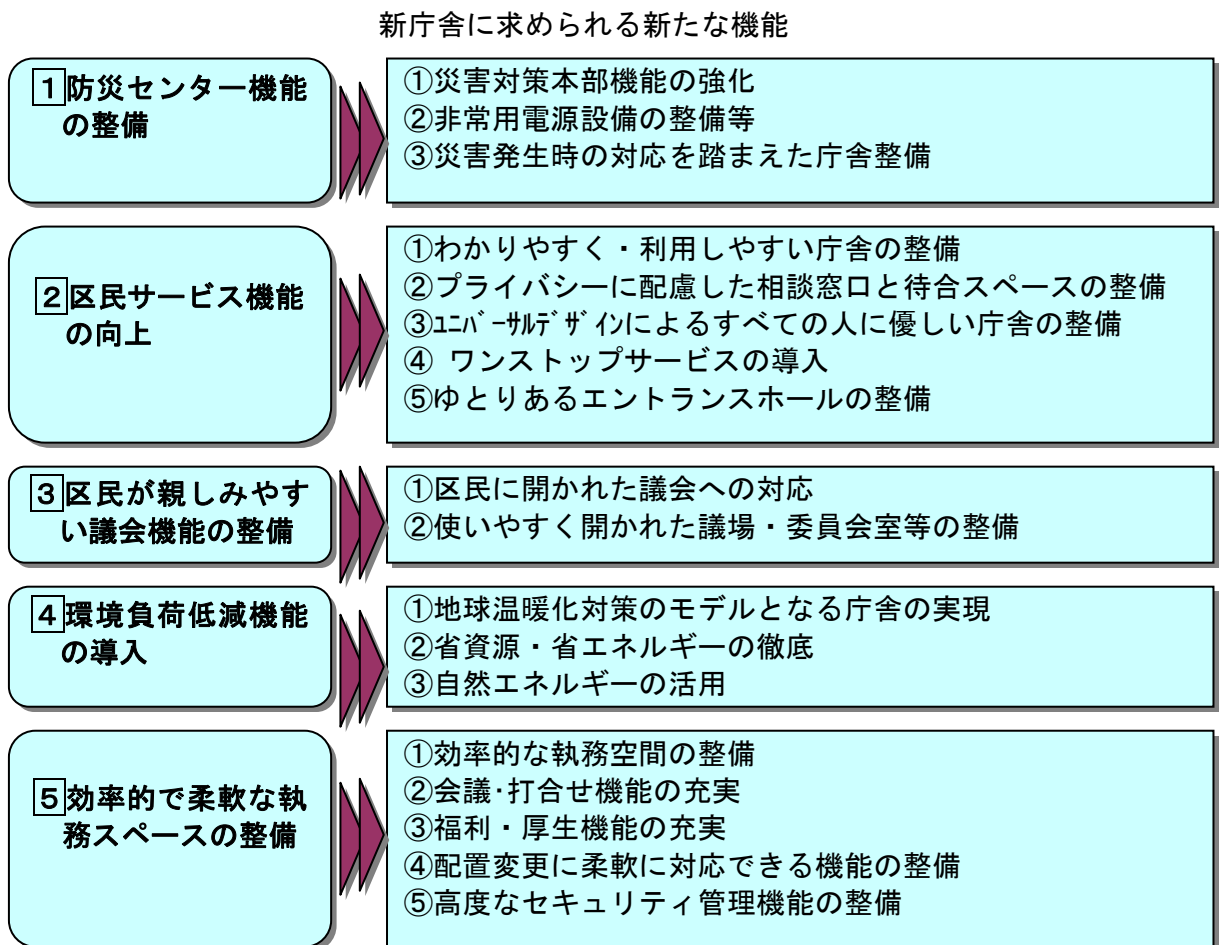 新庁舎に求められる新たな機能
1防災センター機能
の整備
①災害対策本部機能の強化
②非常用電源設備の整備等
③災害発生時の対応を踏まえた庁舎整備
2区民サービス機能
の向上
①わかりやすく・利用しやすい庁舎の整備
②プライバシーに配慮した相談窓口と待合スペースの整備
③ﾕﾆﾊﾞｰｻﾙﾃﾞｻﾞｲﾝによるすべての人に優しい庁舎の整備
④ ワンストップサービスの導入
⑤ゆとりあるエントランスホールの整備
3区民が親しみやす
い議会機能の整備
①区民に開かれた議会への対応
②使いやすく開かれた議場・委員会室等の整備
4環境負荷低減機能
の導入
①地球温暖化対策のモデルとなる庁舎の実現
②省資源・省エネルギーの徹底
③自然エネルギーの活用
5効率的で柔軟な執
務スペースの整備
①効率的な執務空間の整備
②会議･打合せ機能の充実
③福利・厚生機能の充実
④配置変更に柔軟に対応できる機能の整備
⑤高度なセキュリティ管理機能の整備